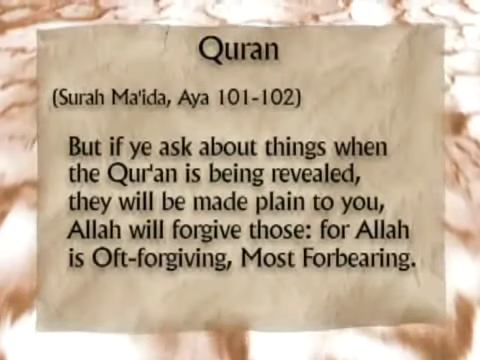 Quran
(Surah Ma'ida, Aya 101-102)
But if ye ask about things when
the Qur'an is being revealed,
they will be made plain to you,
Allah will forgive those: for Allah
is Oft-forgiving, Most Forbearing.